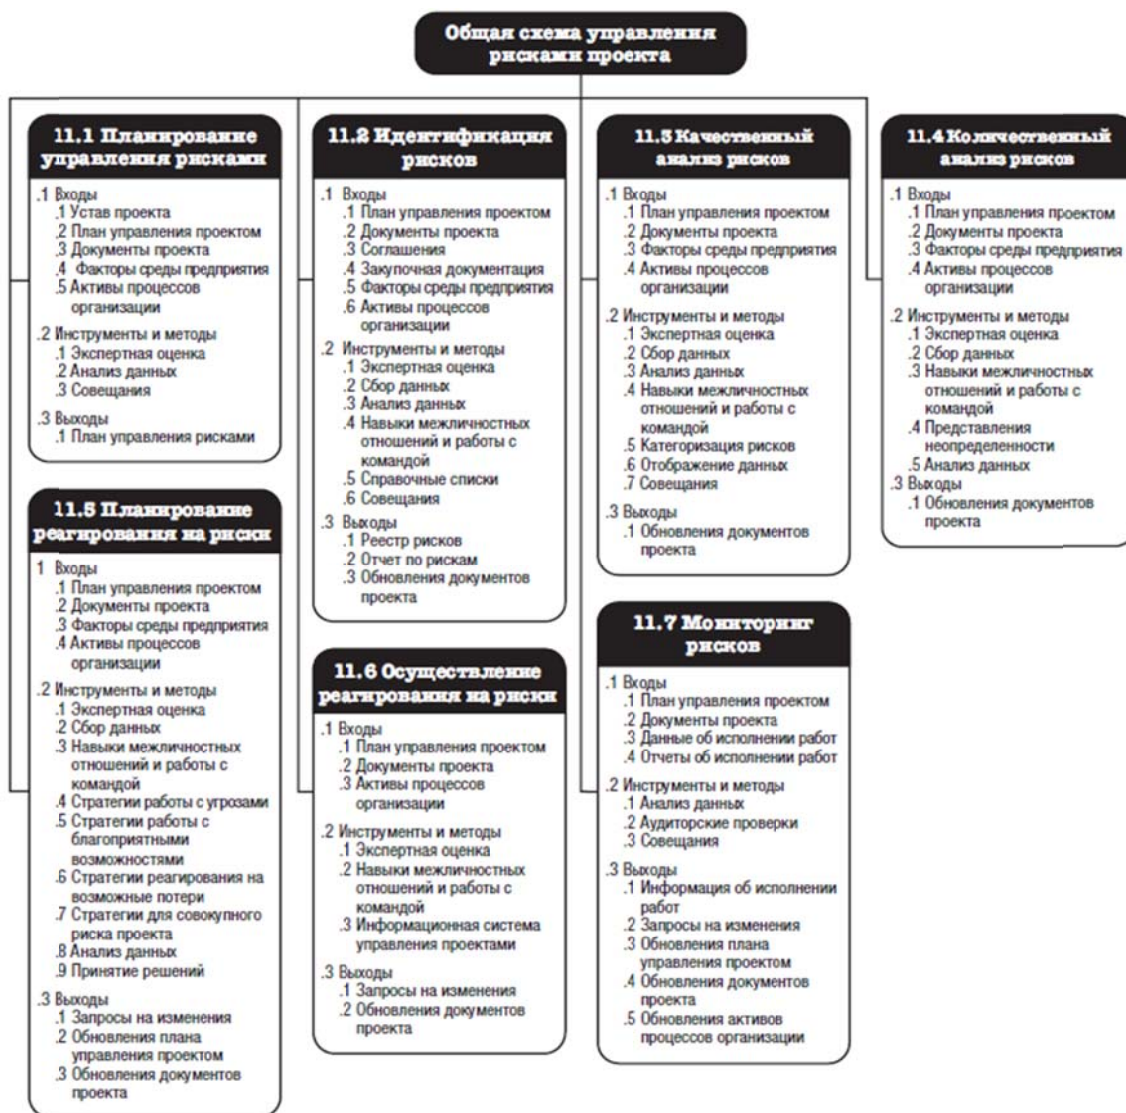 Общая схема управления
рисками проекта
11.1 Планирование
управления рисками
.1 Входы
.1 Устав проекта
.2 План управления проектом
.3 Документы проекта
.4 Факторы среды предприятия
.5 Активы процессов
организации
.2 Инструменты и методы
.1 Экспертная оценка
.2 Анализ данных
.3 Совещания
.3 Выходы
.1 План управления рисками
11.2 Идентификация
рисков
.1 Входы
.1 План управления проектом
.2 Документы проекта
.3 Соглашения
.4 Закупочная документация
.5 Факторы среды предприятия
.6 Активы процессов
организации
.2 Инструменты и методы
.1 Экспертная оценка
.2 Сбор данных
.3 Анализ данных
.4 Навыки межличностных
отношений и работы с
командой
.5 Справочные списки
.6 Совещания
.3 Выходы
.1 Реестр рисков
.2 Отчет по рискам
.3 Обновления документов
проекта
11.3 Качественный
анализ рисков
.1 Входы
.1 План управления проектом
.2 Документы проекта
.3 Факторы среды предприятия
.4 Активы процессов
организации
.2 Инструменты и методы
.1 Экспертная оценка
.2 Сбор данных
.3 Анализ данных
.4 Навыки межличностных
отношений и работы с
командой
.5 Категоризация рисков
.6 Отображение данных
.7 Совещания
.3 Выходы
.1 Обновления документов
проекта
11.4 Количественный
анализ рисков
.1 Входы
.1 План управления проектом
.2 Документы проекта
.3 Факторы среды предприятия
.4 Активы процессов
организации
.2 Инструменты и методы
.1 Экспертная оценка
.2 Сбор данных
.3 Навыки межличностных
отношений и работы с
командой
.4 Представления
неопределенности
.5 Анализ данных
.3 Выходы
.1 Обновления документов
проекта
11.5 Планирование
реагирования на риски
1 Входы
.1 План управления проектом
.2 Документы проекта
.3 Факторы среды предприятия
.4 Активы процессов
организации
.2 Инструменты и методы
.1 Экспертная оценка
.2 Сбор данных
.3 Навыки межличностных
отношений и работы с
командой
.4 Стратегии работы с угрозами
.5 Стратегии работы с
благоприятными
возможностями
.6 Стратегии реагирования на
возможные потери
.7 Стратегии для совокупного
риска проекта
.8 Анализ данных
.9 Принятие решений
.3 Выходы
.1 Запросы на изменения
.2 Обновления плана
управления проектом
.3 Обновления документов
проекта
11.6 Осуществление
реагирования на риски
.1 Входы
.1 План управления проектом
.2 Документы проекта
.3 Активы процессов
организации
.2 Инструменты и методы
.1 Экспертная оценка
.2 Навыки межличностных
отношений и работы с
командой
.3 Информационная система
управления проектами
.3 Выходы
.1 Запросы на изменения
.2 Обновления документов
проекта
11.7 Мониторинг
рисков
.1 Входы
.1 План управления проектом
.2 Документы проекта
.3 Данные об исполнении работ
.4 Отчеты об исполнении работ
.2 Инструменты и методы
.1 Анализ данных
.2 Аудиторские проверки
.3 Совещания
.3 Выходы
.1 Информация об исполнении
работ
.2 Запросы на изменения
.3 Обновления плана
управления проектом
.4 Обновления документов
проекта
.5 Обновления активов
процессов организации